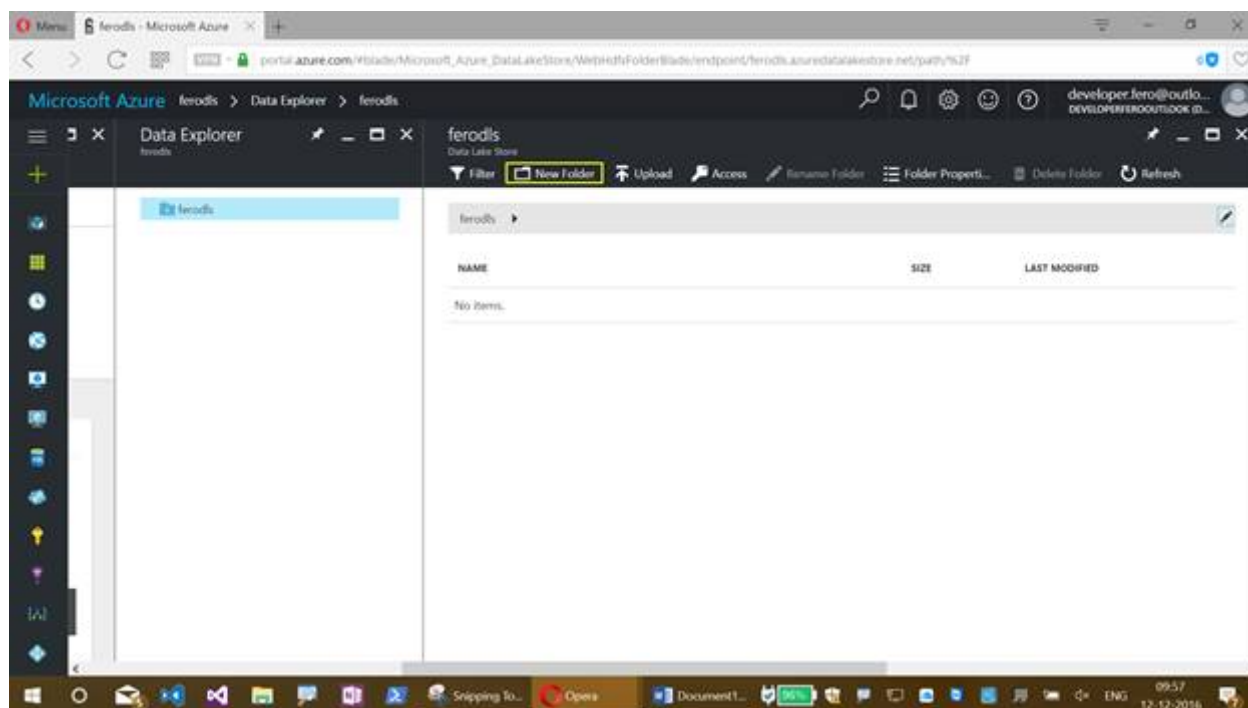 Menu
ferodls - Microsoft Azure
portal.azure.com/#blade/Microsoft_Azure_DataLakeStore/WebHdfsFolderBlade/endpoint/ferodls.azuredatalakestore.net/path/%2F
Microsoft Azure ferodls > Data Explorer > ferodls
developer.fero@outlo...
DEVELOPERFEROOUTLOOK (D...
Data Explorer
ferodls
ferodls
Data Lake Store
Filter New Folder Upload Access Rename Folder Folder Properti... Delete Folder Refresh
ferodls
ferodls
NAME SIZE LAST MODIFIED
No items.
Snipping To... Opera Document1... 96% ENG 09:57
12-12-2016